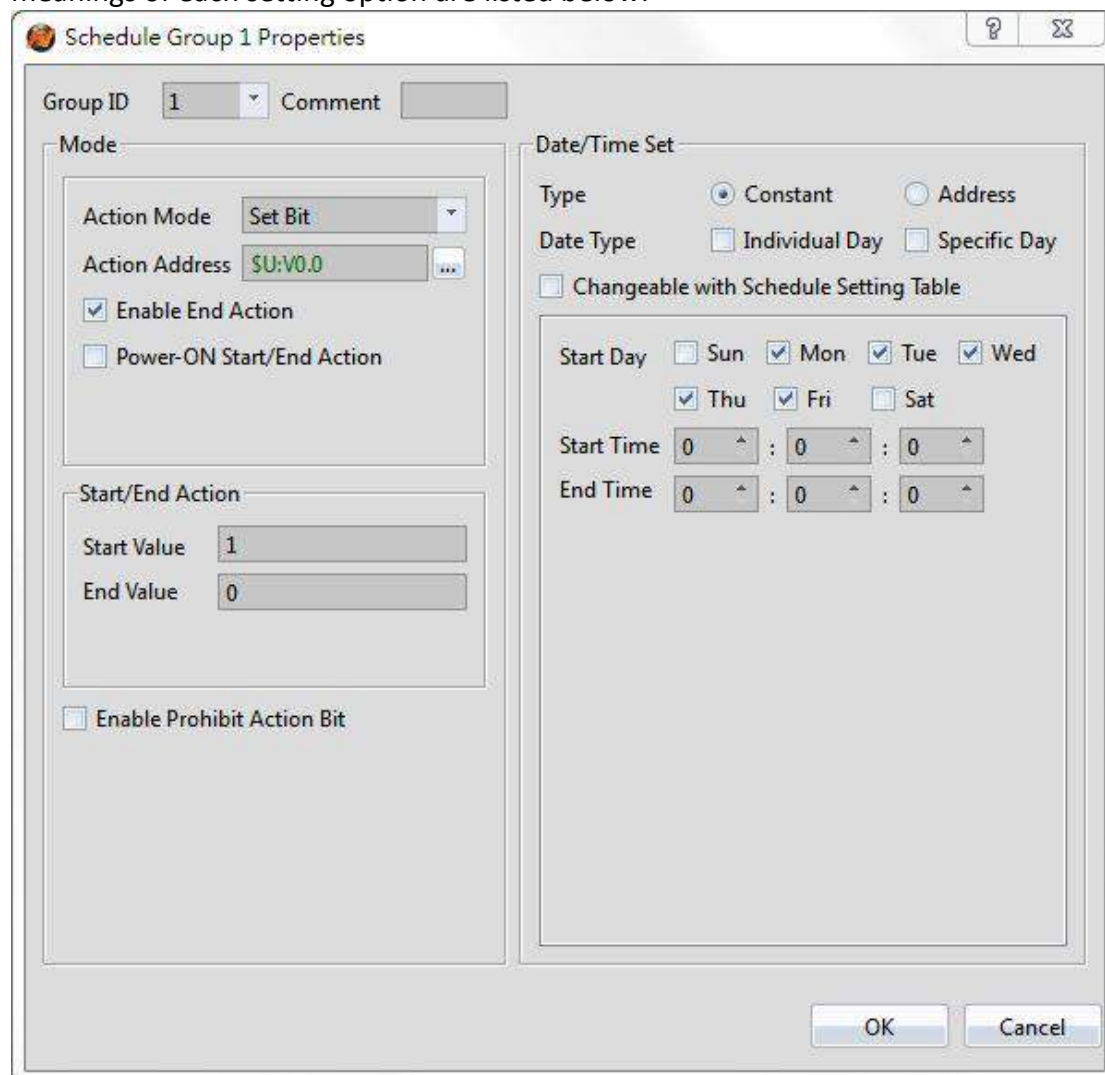 meanings of each setting option are listed below.
Schedule Group 1 Properties
Group ID 1 Comment
Mode
Action Mode Set Bit
Action Address $U:V0.0 ...
Enable End Action
Power-ON Start/End Action
Start/End Action
Start Value 1
End Value 0
Enable Prohibit Action Bit
Date/Time Set
Type Constant Address
Date Type Individual Day Specific Day
Changeable with Schedule Setting Table
Start Day Sun Mon Tue Wed
Thu Fri Sat
Start Time 0 : 0 : 0
End Time 0 : 0 : 0
OK Cancel